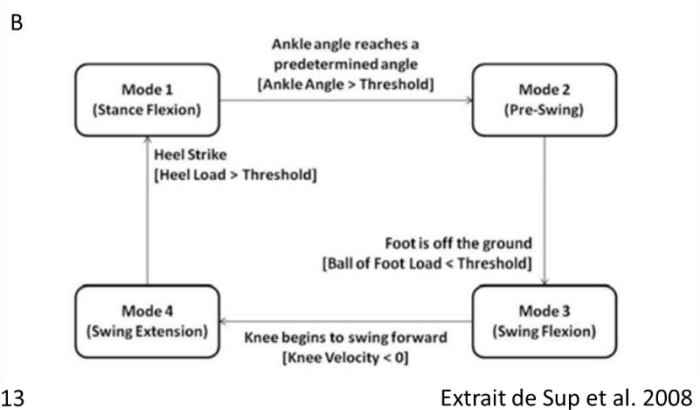 B
Ankle angle reaches a
predetermined angle
[Ankle Angle > Threshold]
Mode 1
(Stance Flexion)
Mode 2
(Pre-Swing)
Heel Strike
[Heel Load > Threshold]
Foot is off the ground
[Ball of Foot Load < Threshold]
Mode 4
(Swing Extension)
Mode 3
(Swing Flexion)
Knee begins to swing forward
[Knee Velocity < 0]
13
Extrait de Sup et al. 2008